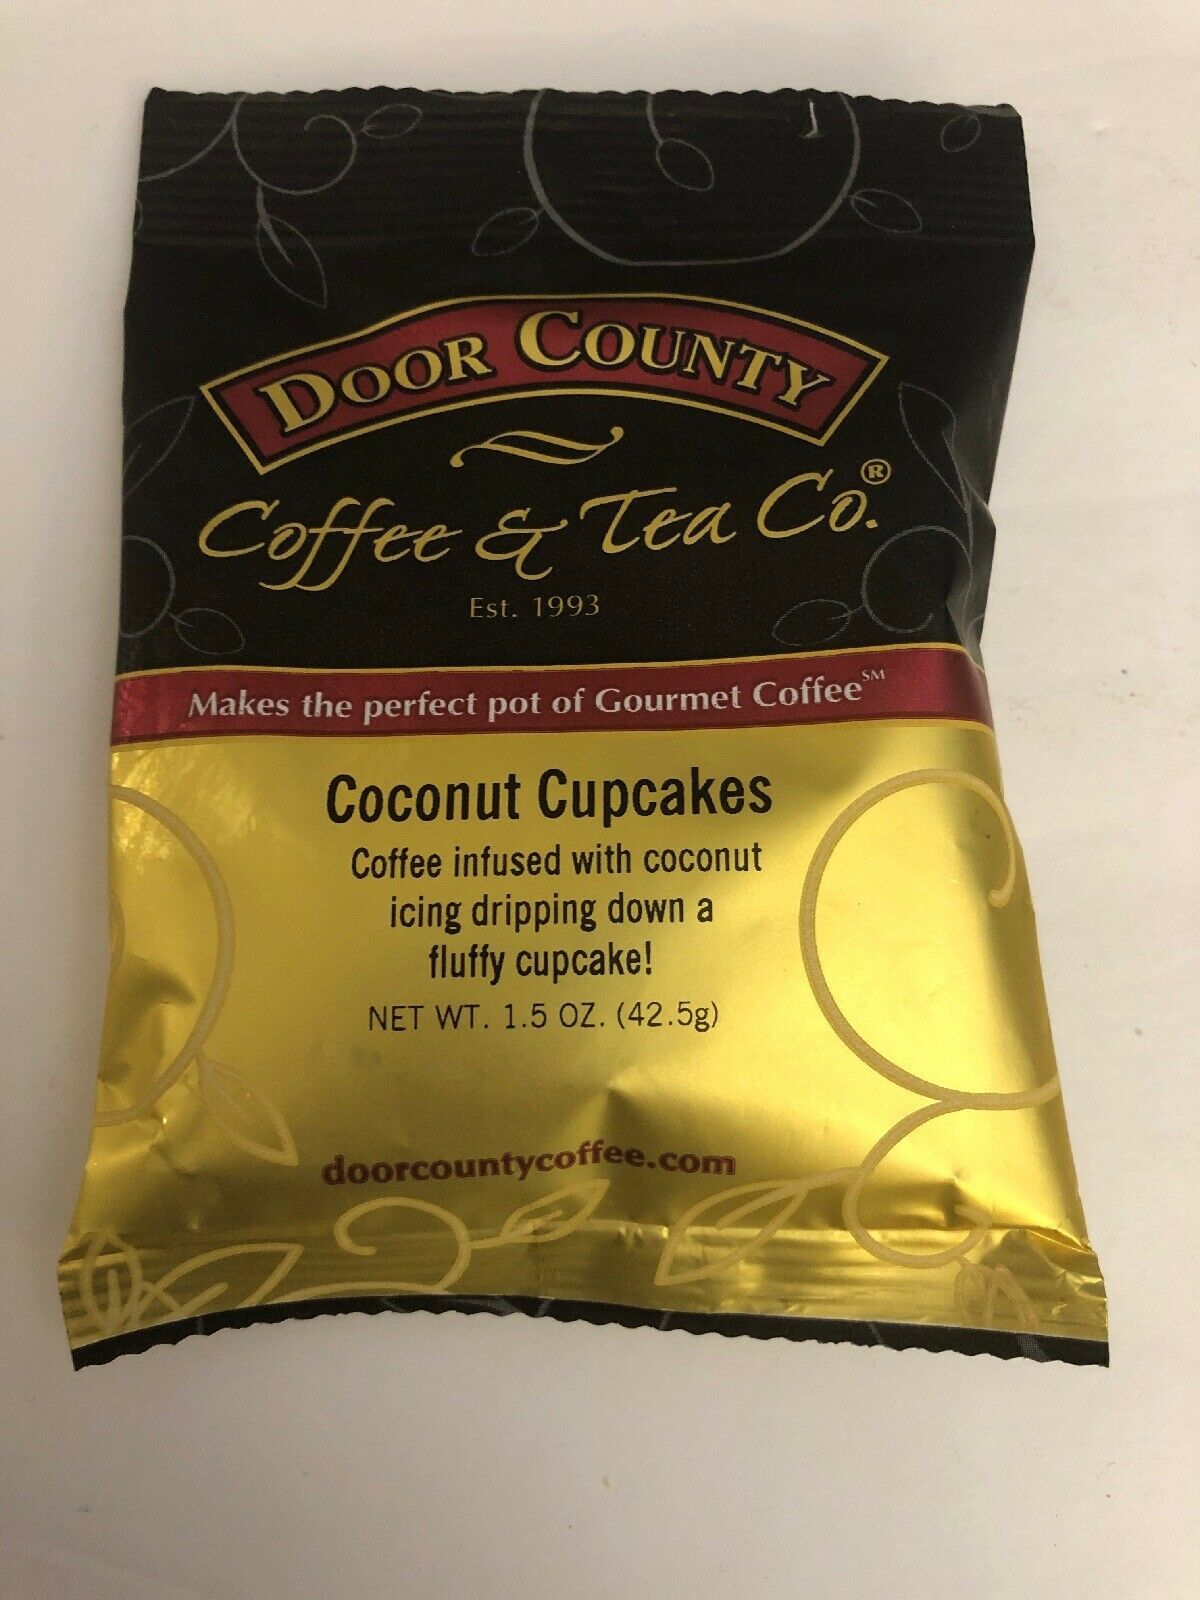 DOOR COUNTY
Coffee & Tea Co.®
Est. 1993
Makes the perfect pot of Gourmet Coffee℠
Coconut Cupcakes
Coffee infused with coconut
icing dripping down a
fluffy cupcake!
NET WT. 1.5 OZ. (42.5g)
doorcountycoffee.com